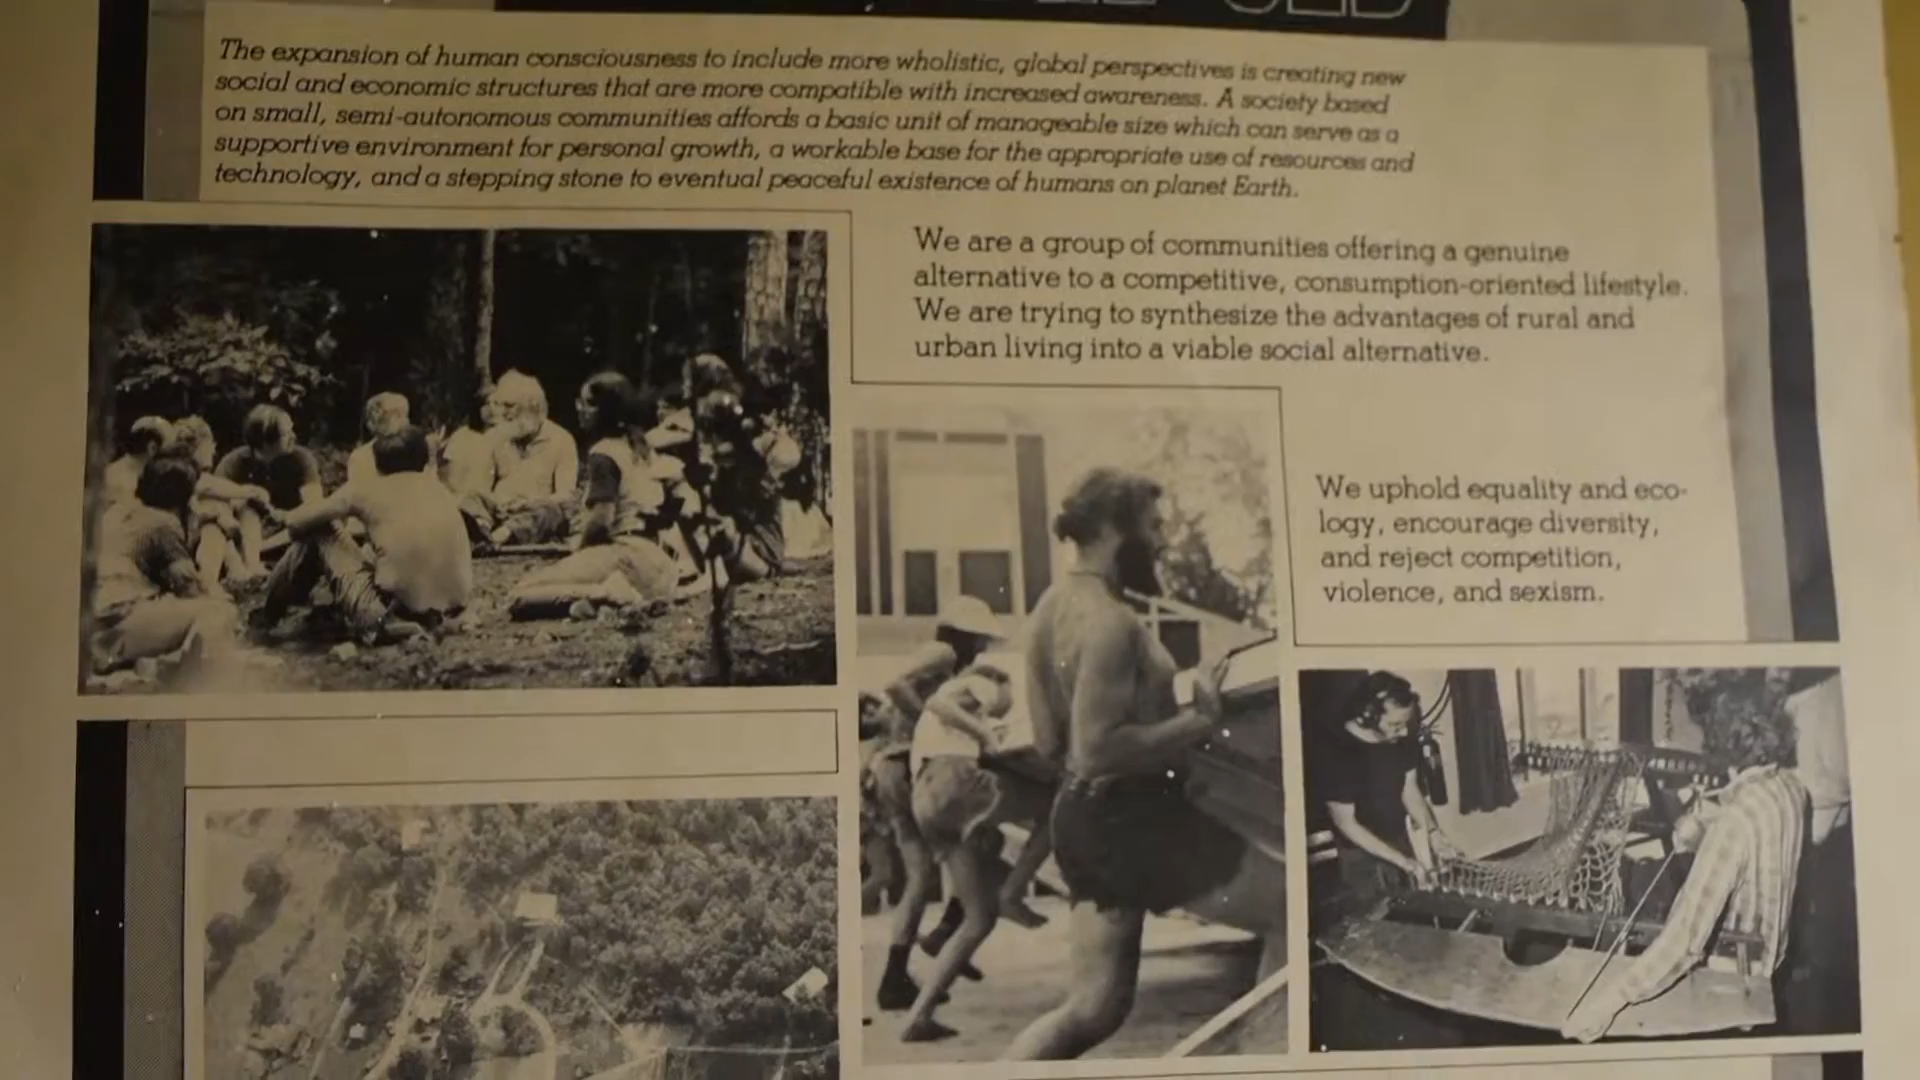 The expansion of human consciousness to include more wholistic, global perspectives is creating new
social and economic structures that are more compatible with increased awareness. A society based
on small, semi-autonomous communities affords a basic unit of manageable size which can serve as a
supportive environment for personal growth, a workable base for the appropriate use of resources and
technology, and a stepping stone to eventual peaceful existence of humans on planet Earth.
We are a group of communities offering a genuine
alternative to a competitive, consumption-oriented lifestyle.
We are trying to synthesize the advantages of rural and
urban living into a viable social alternative.
We uphold equality and eco-
logy, encourage diversity,
and reject competition,
violence, and sexism.